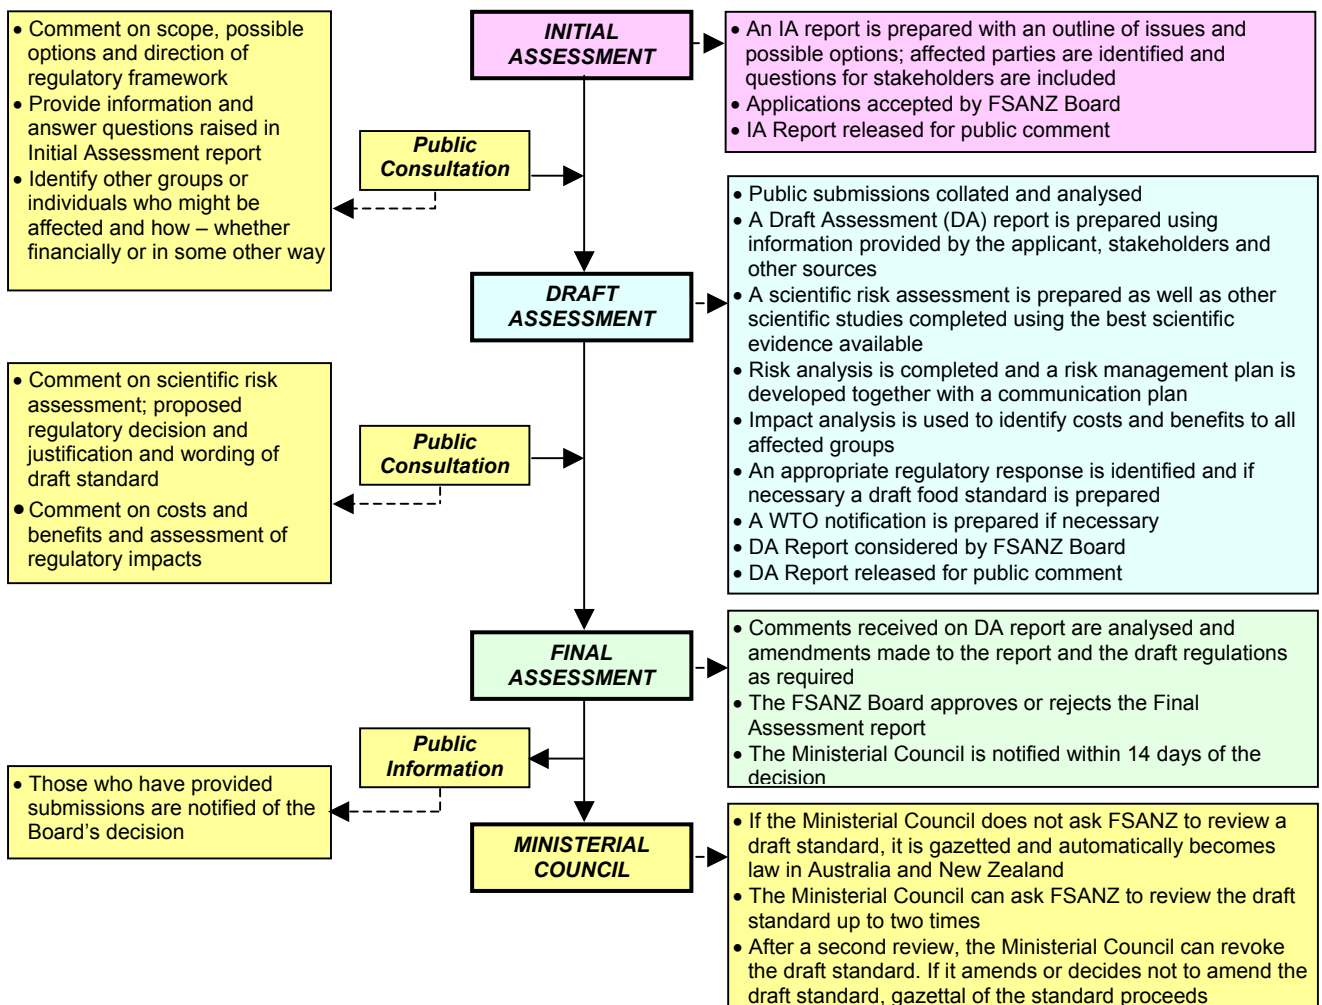 • Comment on scope, possible
options and direction of
regulatory framework
• Provide information and
answer questions raised in
Initial Assessment report
• Identify other groups or
individuals who might be
affected and how – whether
financially or in some other way
INITIAL
ASSESSMENT
• An IA report is prepared with an outline of issues and
possible options; affected parties are identified and
questions for stakeholders are included
• Applications accepted by FSANZ Board
• IA Report released for public comment
Public
Consultation
DRAFT
ASSESSMENT
• Public submissions collated and analysed
• A Draft Assessment (DA) report is prepared using
information provided by the applicant, stakeholders and
other sources
• A scientific risk assessment is prepared as well as other
scientific studies completed using the best scientific
evidence available
• Risk analysis is completed and a risk management plan is
developed together with a communication plan
• Impact analysis is used to identify costs and benefits to all
affected groups
• An appropriate regulatory response is identified and if
necessary a draft food standard is prepared
• A WTO notification is prepared if necessary
• DA Report considered by FSANZ Board
• DA Report released for public comment
• Comment on scientific risk
assessment; proposed
regulatory decision and
justification and wording of
draft standard
• Comment on costs and
benefits and assessment of
regulatory impacts
Public
Consultation
FINAL
ASSESSMENT
• Comments received on DA report are analysed and
amendments made to the report and the draft regulations
as required
• The FSANZ Board approves or rejects the Final
Assessment report
• The Ministerial Council is notified within 14 days of the
decision
Public
Information
• Those who have provided
submissions are notified of the
Board’s decision
MINISTERIAL
COUNCIL
• If the Ministerial Council does not ask FSANZ to review a
draft standard, it is gazetted and automatically becomes
law in Australia and New Zealand
• The Ministerial Council can ask FSANZ to review the draft
standard up to two times
• After a second review, the Ministerial Council can revoke
the draft standard. If it amends or decides not to amend the
draft standard, gazettal of the standard proceeds